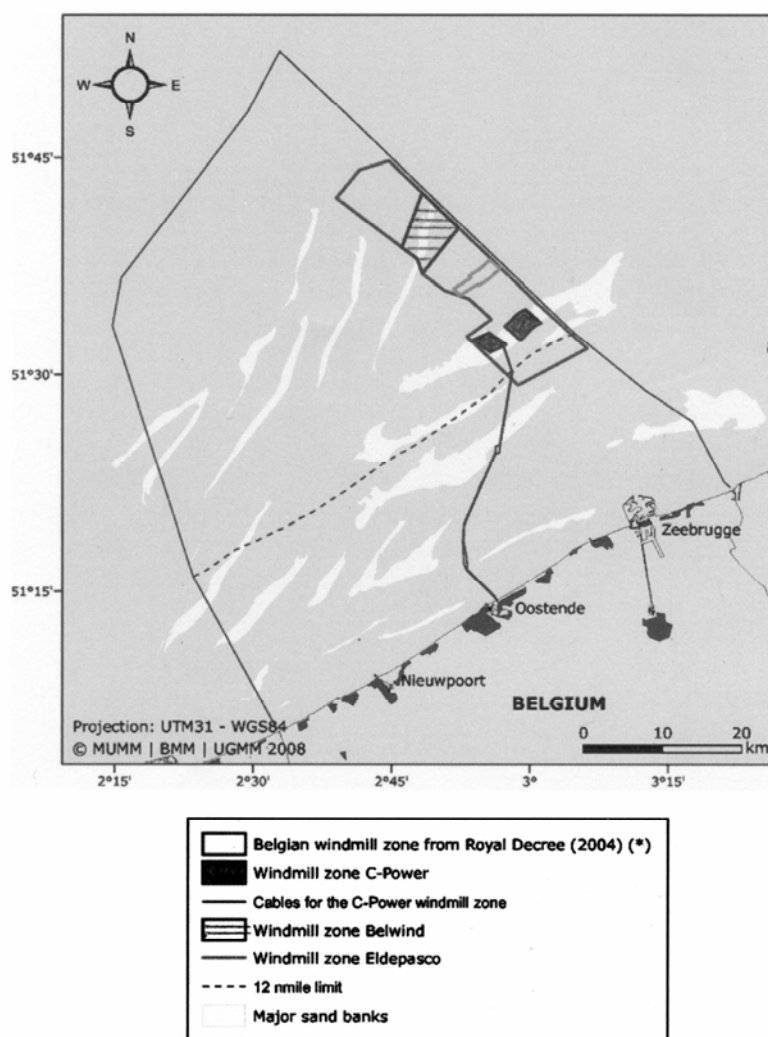 N
W E
S
51°45'
51°30'
51°15'
Zeebrugge
Oostende
Nieuwpoort
BELGIUM
Projection: UTM31 - WGS84
© MUMM | BMM | UGMM 2008
0 10 20
km
2°15' 2°30' 2°45' 3° 3°15'
Belgian windmill zone from Royal Decree (2004) (*)
Windmill zone C-Power
Cables for the C-Power windmill zone
Windmill zone Belwind
Windmill zone Eldepasco
12 nmile limit
Major sand banks